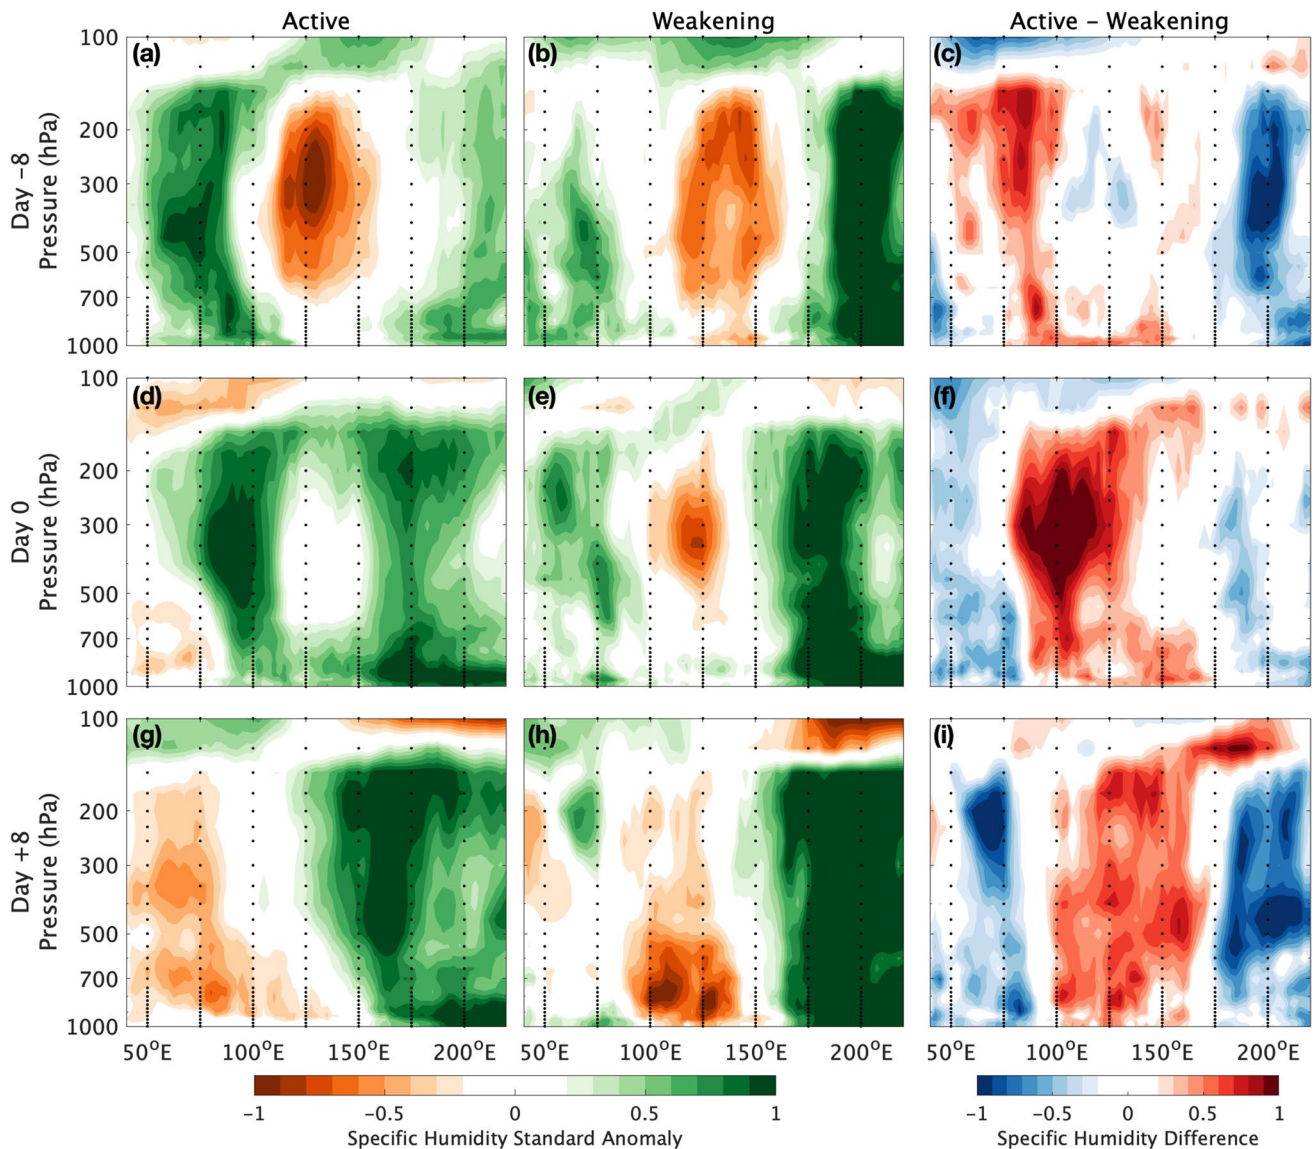 Active Weakening Active – Weakening
(a) (b) (c)
100
200
300
500
700
1000
Day −8
Pressure (hPa)
(d) (e) (f)
100
200
300
500
700
1000
Day 0
Pressure (hPa)
(g) (h) (i)
100
200
300
500
700
1000
Day +8
Pressure (hPa)
50°E 100°E 150°E 200°E 50°E 100°E 150°E 200°E 50°E 100°E 150°E 200°E
−1 −0.5 0 0.5 1 −1 −0.5 0 0.5 1
Specific Humidity Standard Anomaly Specific Humidity Difference